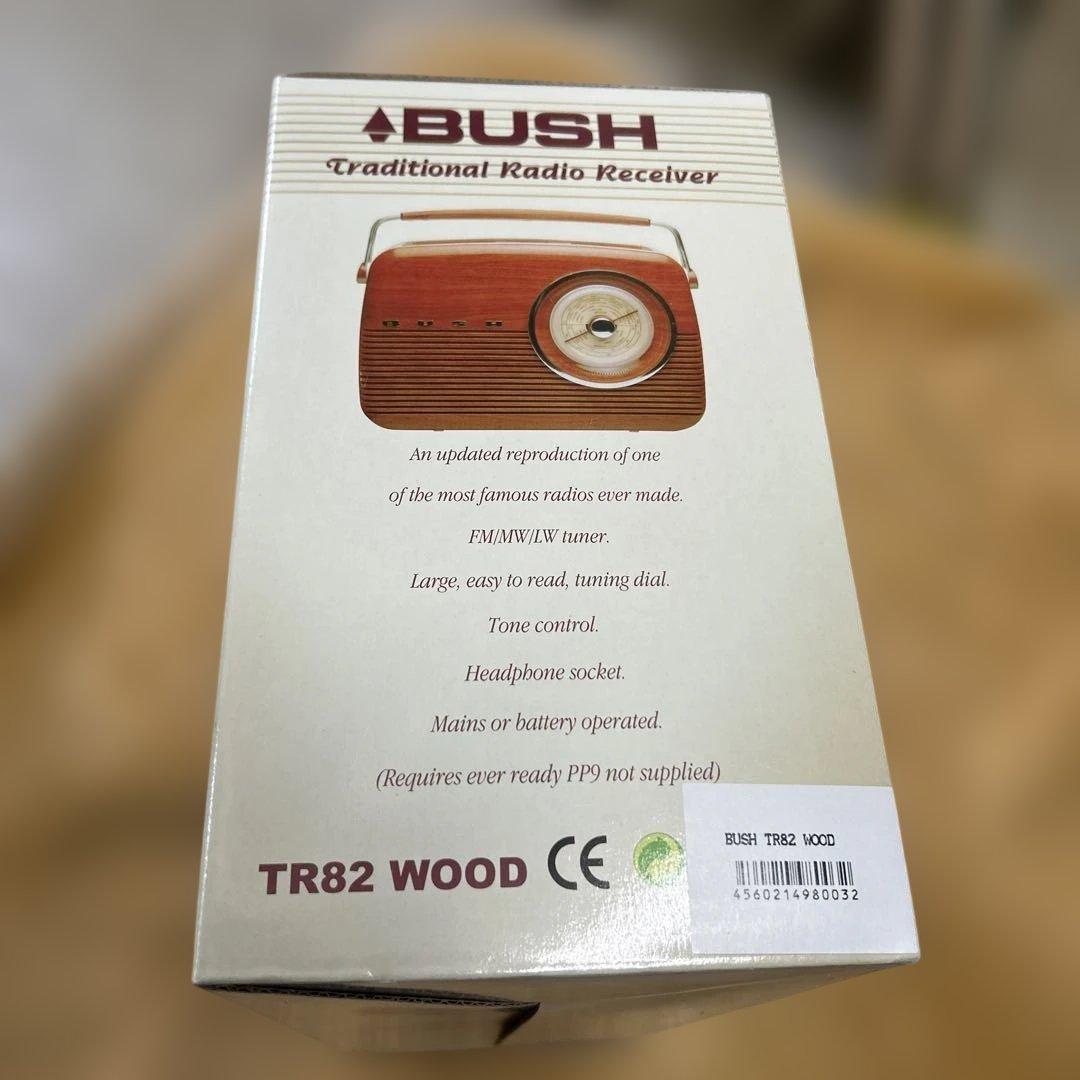 BUSH
Traditional Radio Receiver
BUSH
An updated reproduction of one
of the most famous radios ever made.
FM/MW/LW tuner.
Large, easy to read, tuning dial.
Tone control.
Headphone socket.
Mains or battery operated.
(Requires ever ready PP9 not supplied)
TR82 WOOD CE
BUSH TR82 WOOD
4560214980032